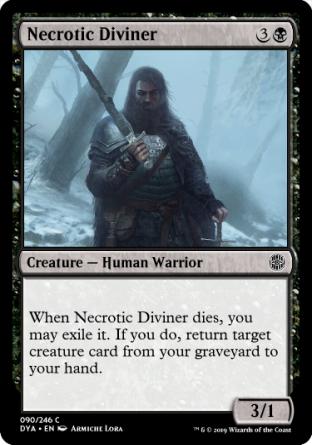 Necrotic Diviner 3
Creature — Human Warrior
When Necrotic Diviner dies, you
may exile it. If you do, return target
creature card from your graveyard to
your hand.
3/1
090/246 C
DYA • EN Armiche Lora
™ & © 2019 Wizards of the Coast